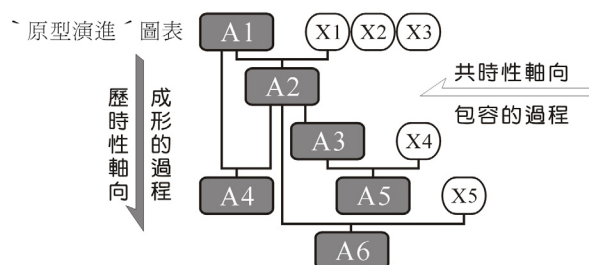 `原型演進´圖表
A1
X1
X2
X3
A2
共時性軸向
包容的過程
歷時性軸向
成形的過程
A3
X4
A4
A5
X5
A6